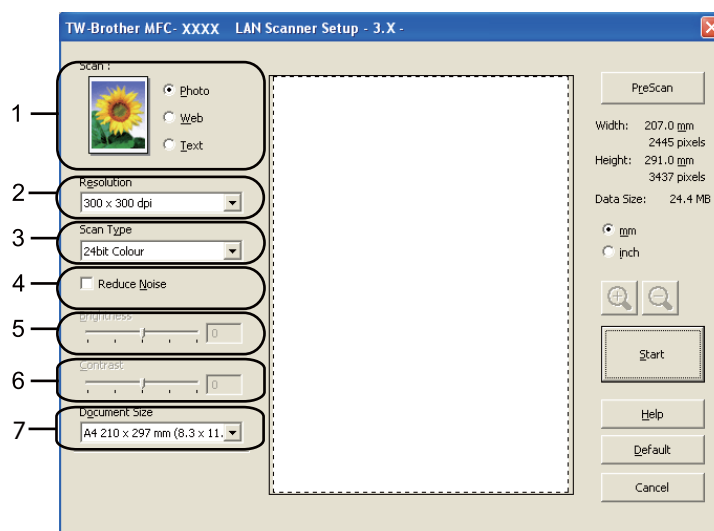 TW-Brother MFC- XXXX LAN Scanner Setup - 3.X -
1
Scan :
Photo
Web
Text
2
Resolution
300 x 300 dpi
3
Scan Type
24bit Colour
4
Reduce Noise
5
Brightness
0
6
Contrast
0
7
Document Size
A4 210 x 297 mm (8.3 x 11.
PreScan
Width: 207.0 mm
2445 pixels
Height: 291.0 mm
3437 pixels
Data Size: 24.4 MB
mm
inch
Start
Help
Default
Cancel